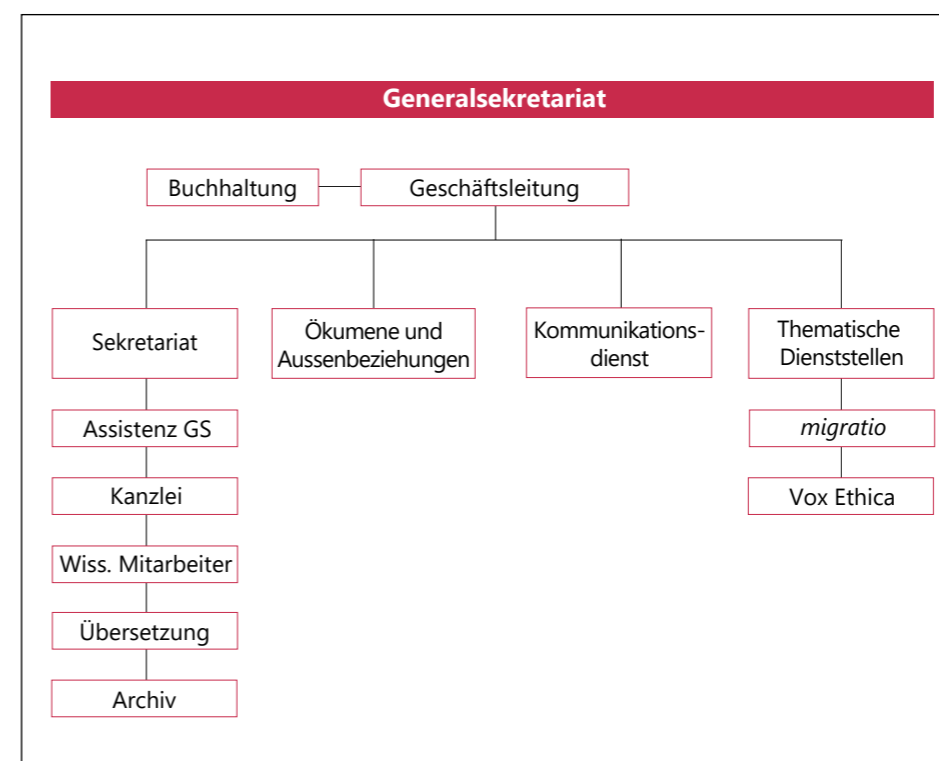 Generalsekretariat
Buchhaltung
Geschäftsleitung
Sekretariat
Ökumene und
Aussenbeziehungen
Kommunikations-
dienst
Thematische
Dienststellen
Assistenz GS
migratio
Kanzlei
Vox Ethica
Wiss. Mitarbeiter
Übersetzung
Archiv